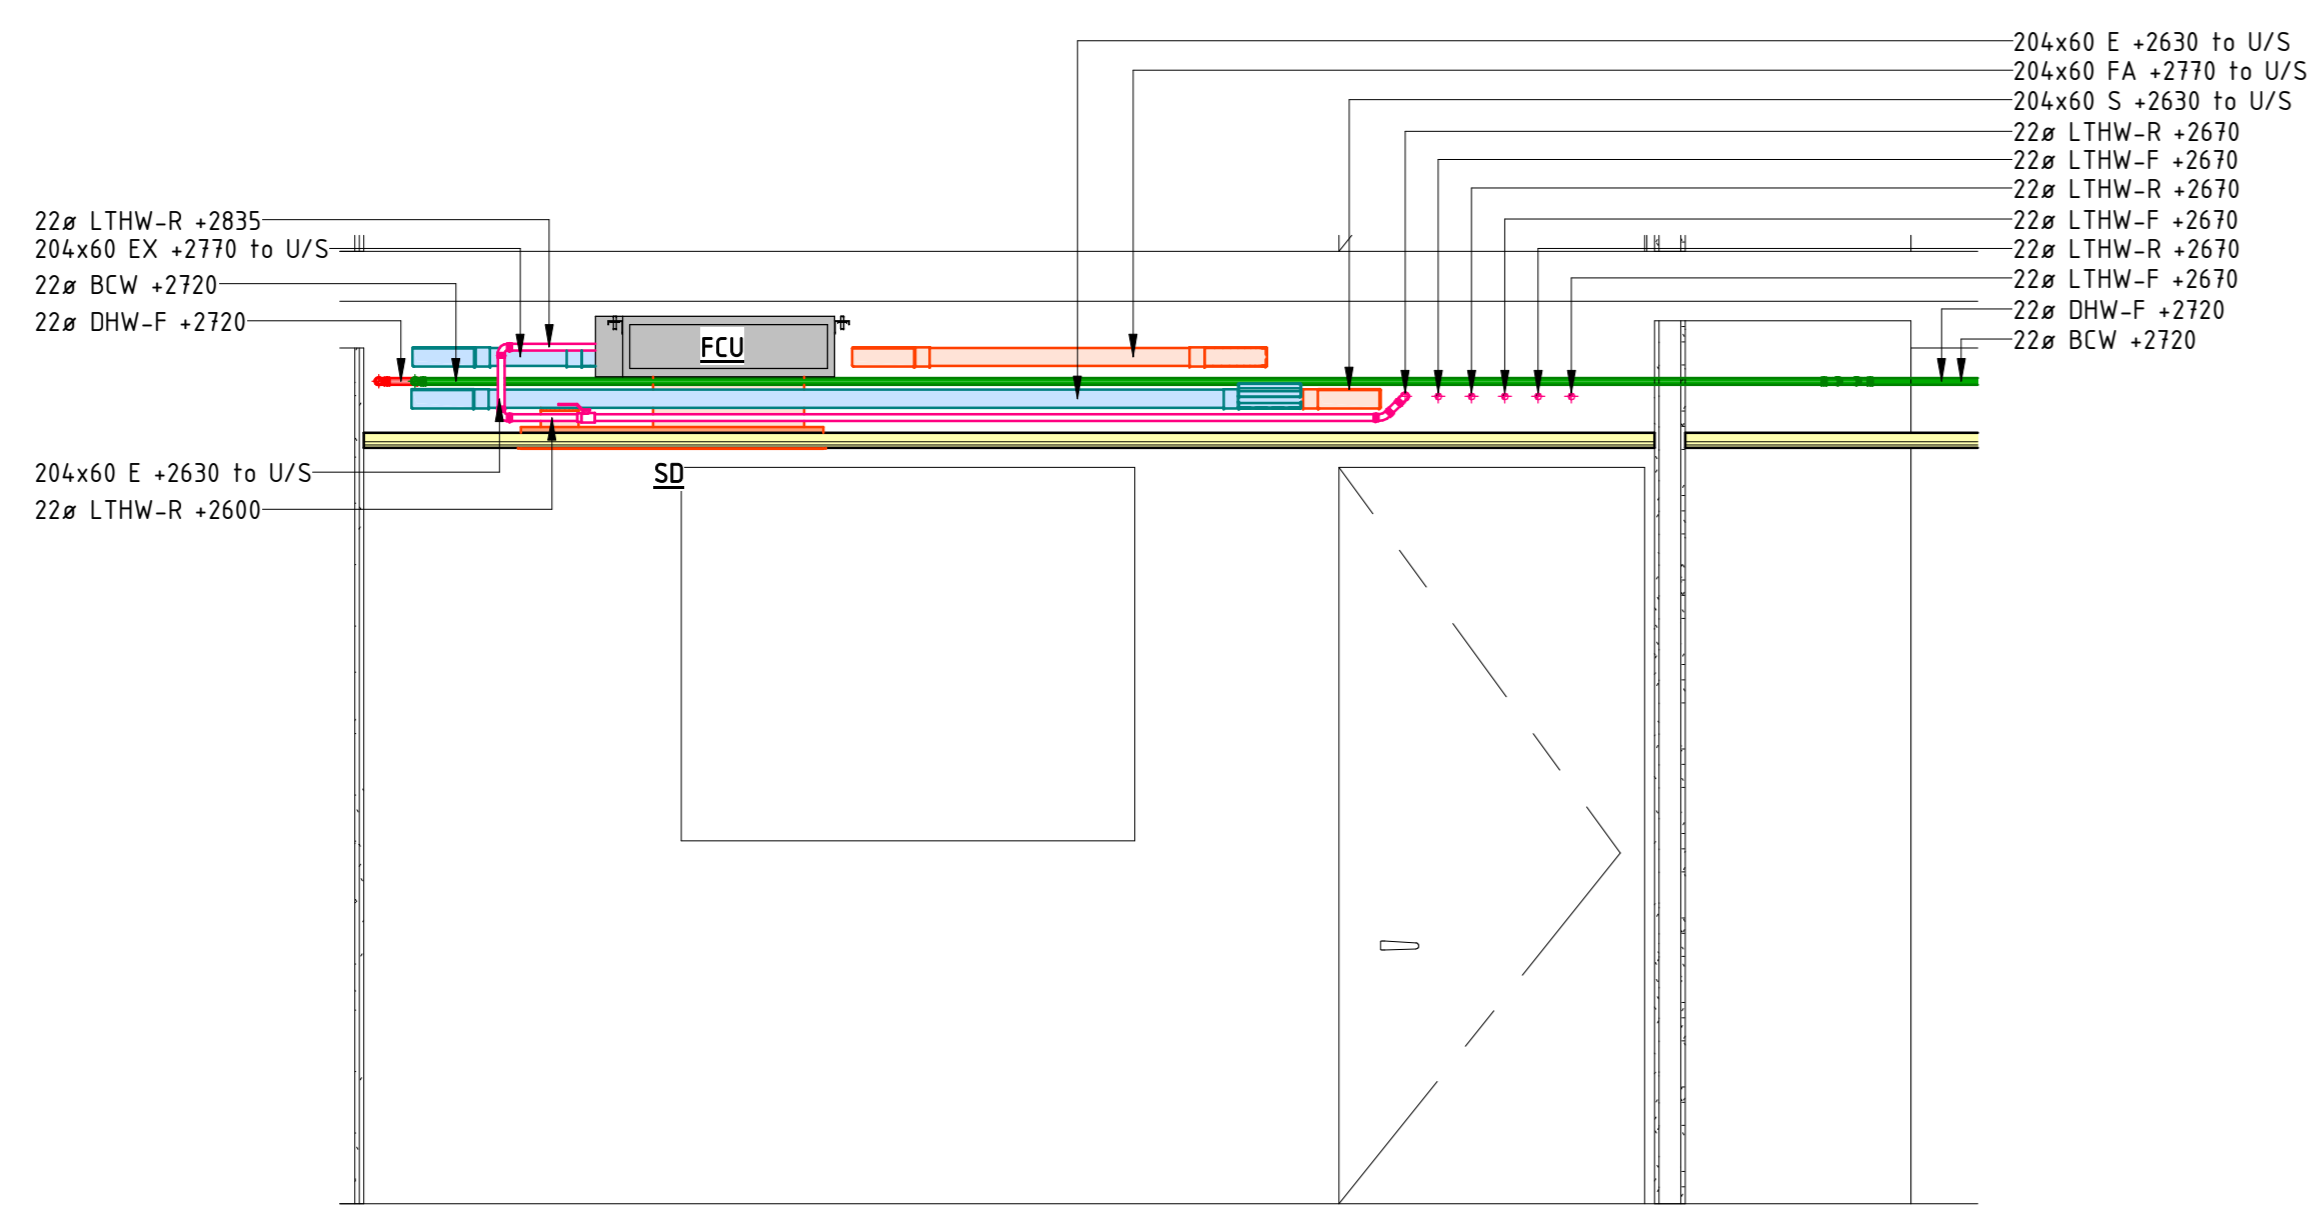 204x60 E +2630 to U/S
204x60 FA +2770 to U/S
204x60 S +2630 to U/S
22ø LTHW-R +2670
22ø LTHW-F +2670
22ø LTHW-R +2670
22ø LTHW-F +2670
22ø LTHW-R +2670
22ø LTHW-F +2670
22ø DHW-F +2720
22ø BCW +2720
22ø LTHW-R +2835
204x60 EX +2770 to U/S
22ø BCW +2720
22ø DHW-F +2720
FCU
204x60 E +2630 to U/S
22ø LTHW-R +2600
SD